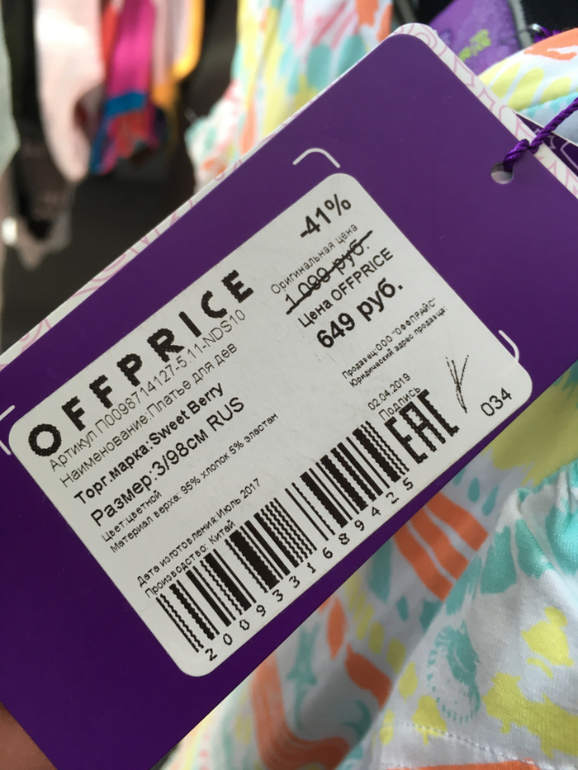 -41%
OFFPRICE
Оригинальная цена
1 099 руб.
Цена OFFPRICE
649 руб.
Артикул:П0098714127-5.11-NDS10
Наименование:Платье для дев
Торг.марка:Sweet Berry
Размер:3/98см RUS
Цвет:цветной
Материал верха: 95% хлопок 5% эластан
Продавец:ООО "ОФФПРАЙС"
Юридический адрес продавца
02.04.2019
Подпись
Дата изготовления:Июль 2017
Производство: Китай
EAC
034
2009331689425